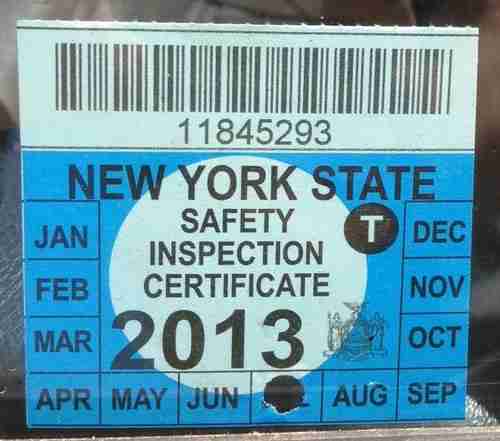 11845293
NEW YORK STATE
SAFETY
INSPECTION
CERTIFICATE
T
2013
JAN
FEB
MAR
APR MAY JUN AUG SEP
OCT
NOV
DEC